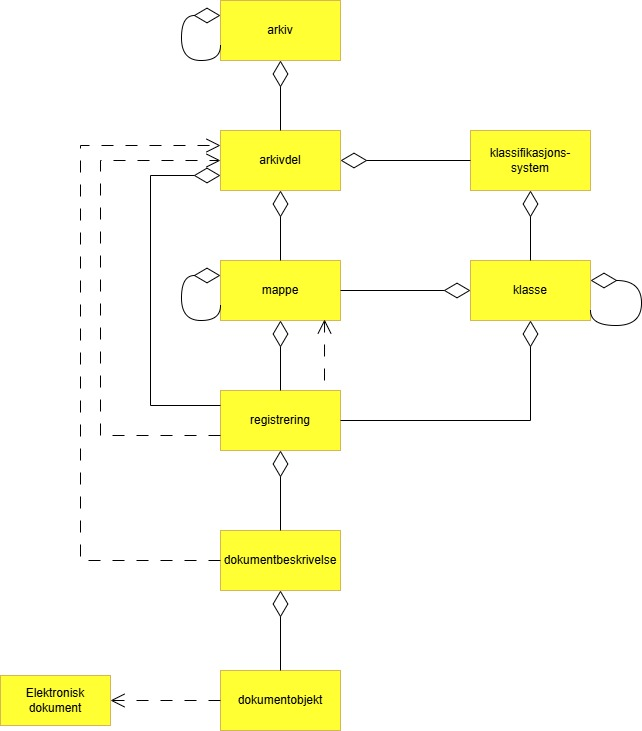 arkiv
arkivdel
klassifikasjons-
system
mappe
klasse
registrering
dokumentbeskrivelse
Elektronisk
dokument
dokumentobjekt